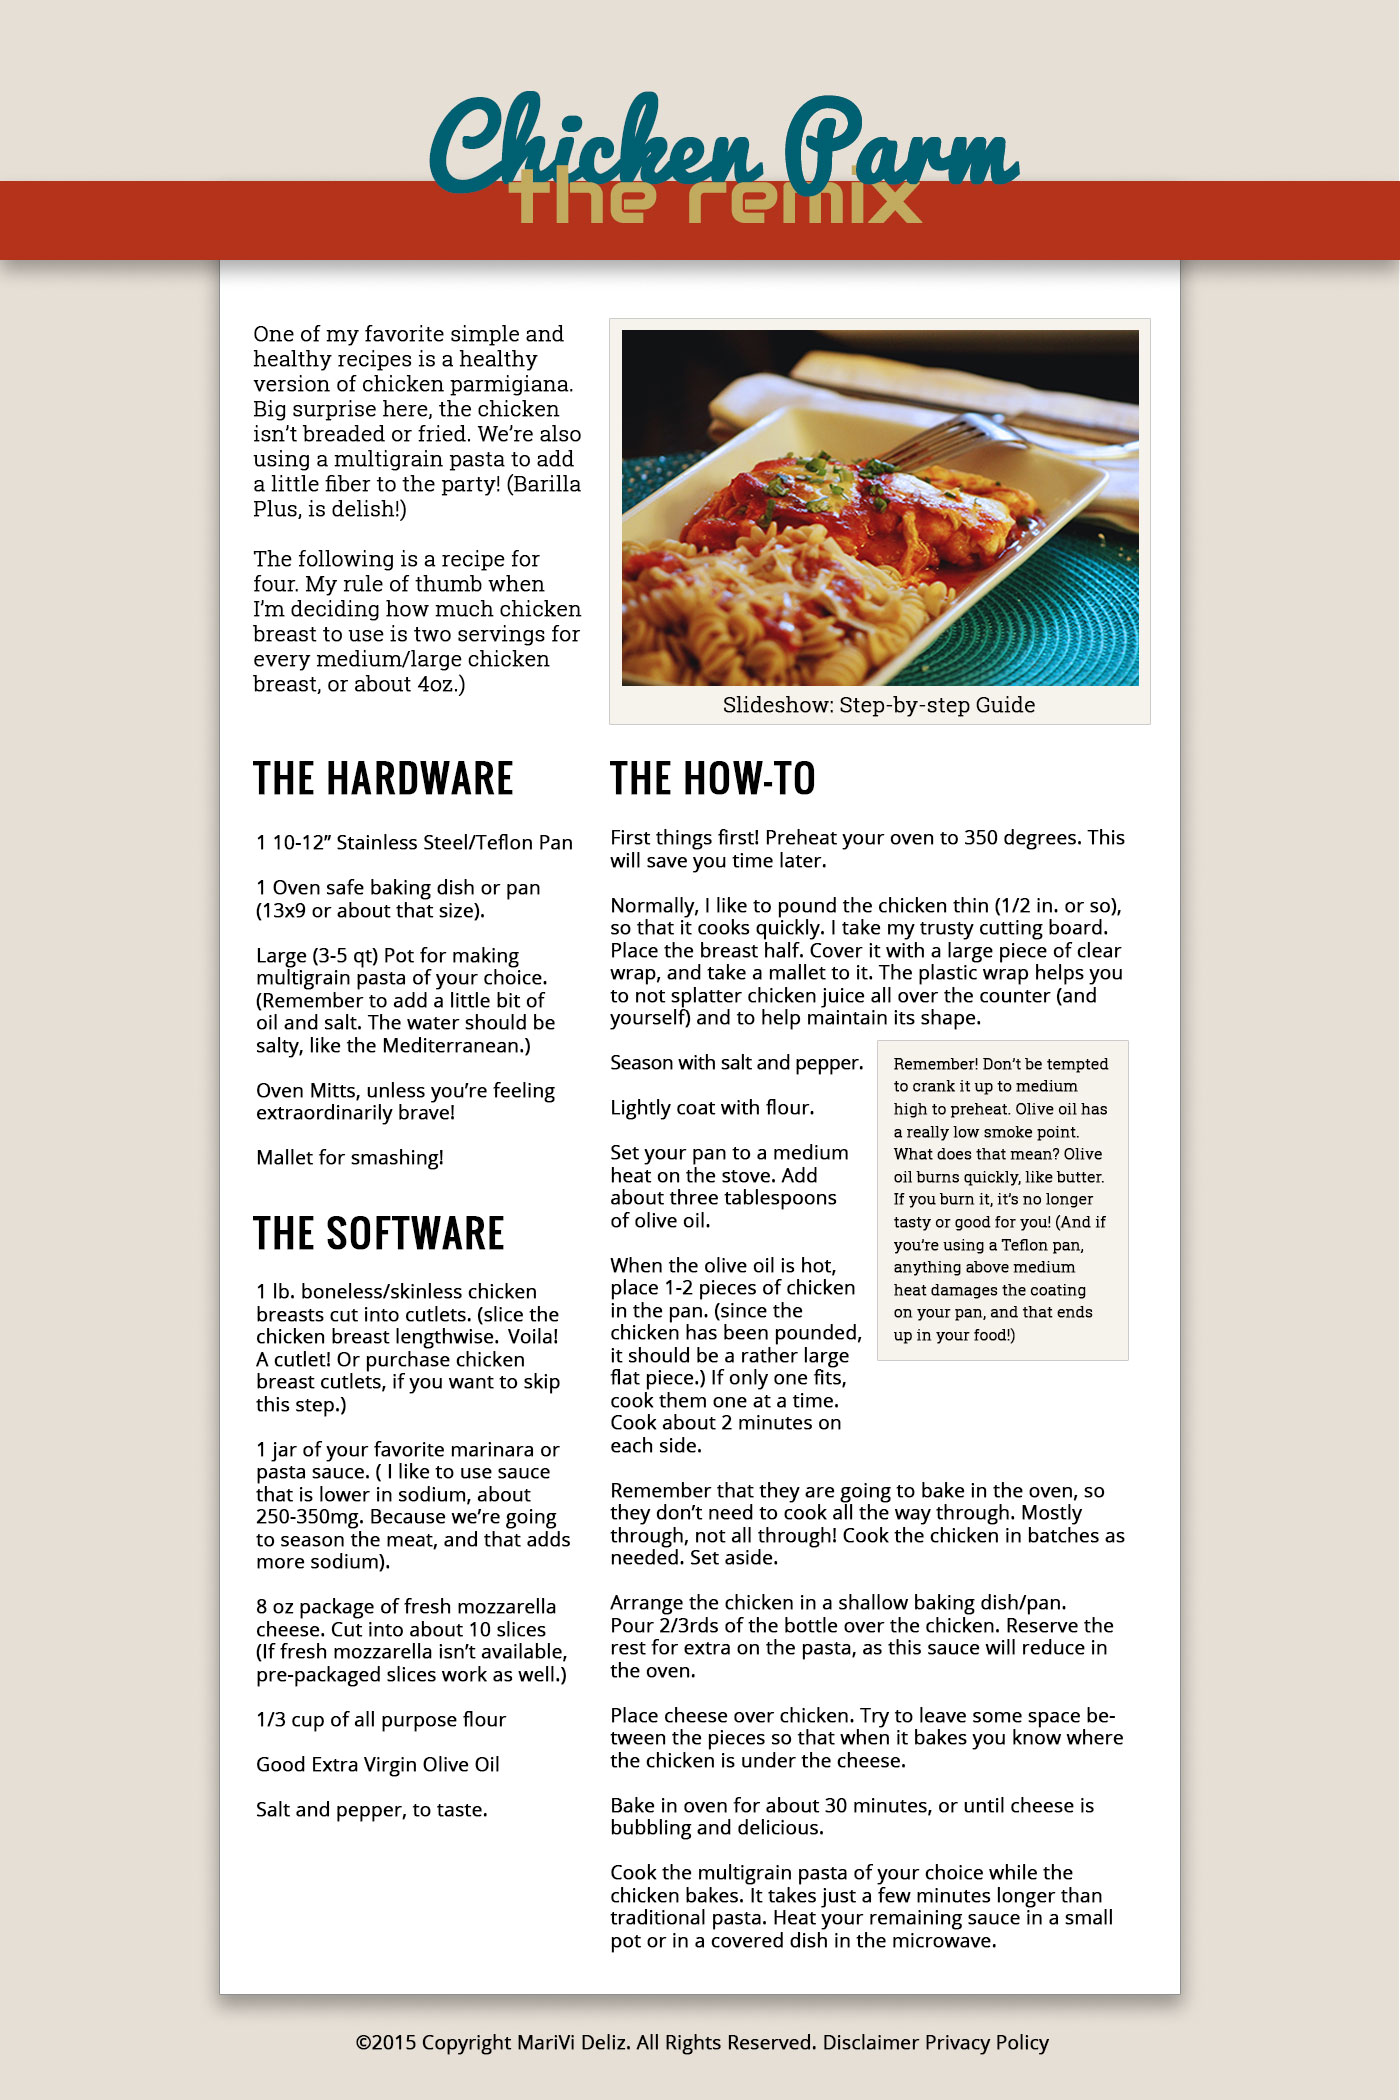 Chicken Parm
the remix
One of my favorite simple and
healthy recipes is a healthy
version of chicken parmigiana.
Big surprise here, the chicken
isn’t breaded or fried. We’re also
using a multigrain pasta to add
a little fiber to the party! (Barilla
Plus, is delish!)
The following is a recipe for
four. My rule of thumb when
I’m deciding how much chicken
breast to use is two servings for
every medium/large chicken
breast, or about 4oz.)
Slideshow: Step-by-step Guide
THE HARDWARE
1 10-12” Stainless Steel/Teflon Pan
1 Oven safe baking dish or pan
(13x9 or about that size).
Large (3-5 qt) Pot for making
multigrain pasta of your choice.
(Remember to add a little bit of
oil and salt. The water should be
salty, like the Mediterranean.)
Oven Mitts, unless you’re feeling
extraordinarily brave!
Mallet for smashing!
THE SOFTWARE
1 lb. boneless/skinless chicken
breasts cut into cutlets. (slice the
chicken breast lengthwise. Voila!
A cutlet! Or purchase chicken
breast cutlets, if you want to skip
this step.)
1 jar of your favorite marinara or
pasta sauce. ( I like to use sauce
that is lower in sodium, about
250-350mg. Because we’re going
to season the meat, and that adds
more sodium).
8 oz package of fresh mozzarella
cheese. Cut into about 10 slices
(If fresh mozzarella isn’t available,
pre-packaged slices work as well.)
1/3 cup of all purpose flour
Good Extra Virgin Olive Oil
Salt and pepper, to taste.
THE HOW-TO
First things first! Preheat your oven to 350 degrees. This
will save you time later.
Normally, I like to pound the chicken thin (1/2 in. or so),
so that it cooks quickly. I take my trusty cutting board.
Place the breast half. Cover it with a large piece of clear
wrap, and take a mallet to it. The plastic wrap helps you
to not splatter chicken juice all over the counter (and
yourself) and to help maintain its shape.
Season with salt and pepper.
Lightly coat with flour.
Set your pan to a medium
heat on the stove. Add
about three tablespoons
of olive oil.
When the olive oil is hot,
place 1-2 pieces of chicken
in the pan. (since the
chicken has been pounded,
it should be a rather large
flat piece.) If only one fits,
cook them one at a time.
Cook about 2 minutes on
each side.
Remember! Don’t be tempted
to crank it up to medium
high to preheat. Olive oil has
a really low smoke point.
What does that mean? Olive
oil burns quickly, like butter.
If you burn it, it’s no longer
tasty or good for you! (And if
you’re using a Teflon pan,
anything above medium
heat damages the coating
on your pan, and that ends
up in your food!)
Remember that they are going to bake in the oven, so
they don’t need to cook all the way through. Mostly
through, not all through! Cook the chicken in batches as
needed. Set aside.
Arrange the chicken in a shallow baking dish/pan.
Pour 2/3rds of the bottle over the chicken. Reserve the
rest for extra on the pasta, as this sauce will reduce in
the oven.
Place cheese over chicken. Try to leave some space be-
tween the pieces so that when it bakes you know where
the chicken is under the cheese.
Bake in oven for about 30 minutes, or until cheese is
bubbling and delicious.
Cook the multigrain pasta of your choice while the
chicken bakes. It takes just a few minutes longer than
traditional pasta. Heat your remaining sauce in a small
pot or in a covered dish in the microwave.
©2015 Copyright MariVi Deliz. All Rights Reserved. Disclaimer Privacy Policy